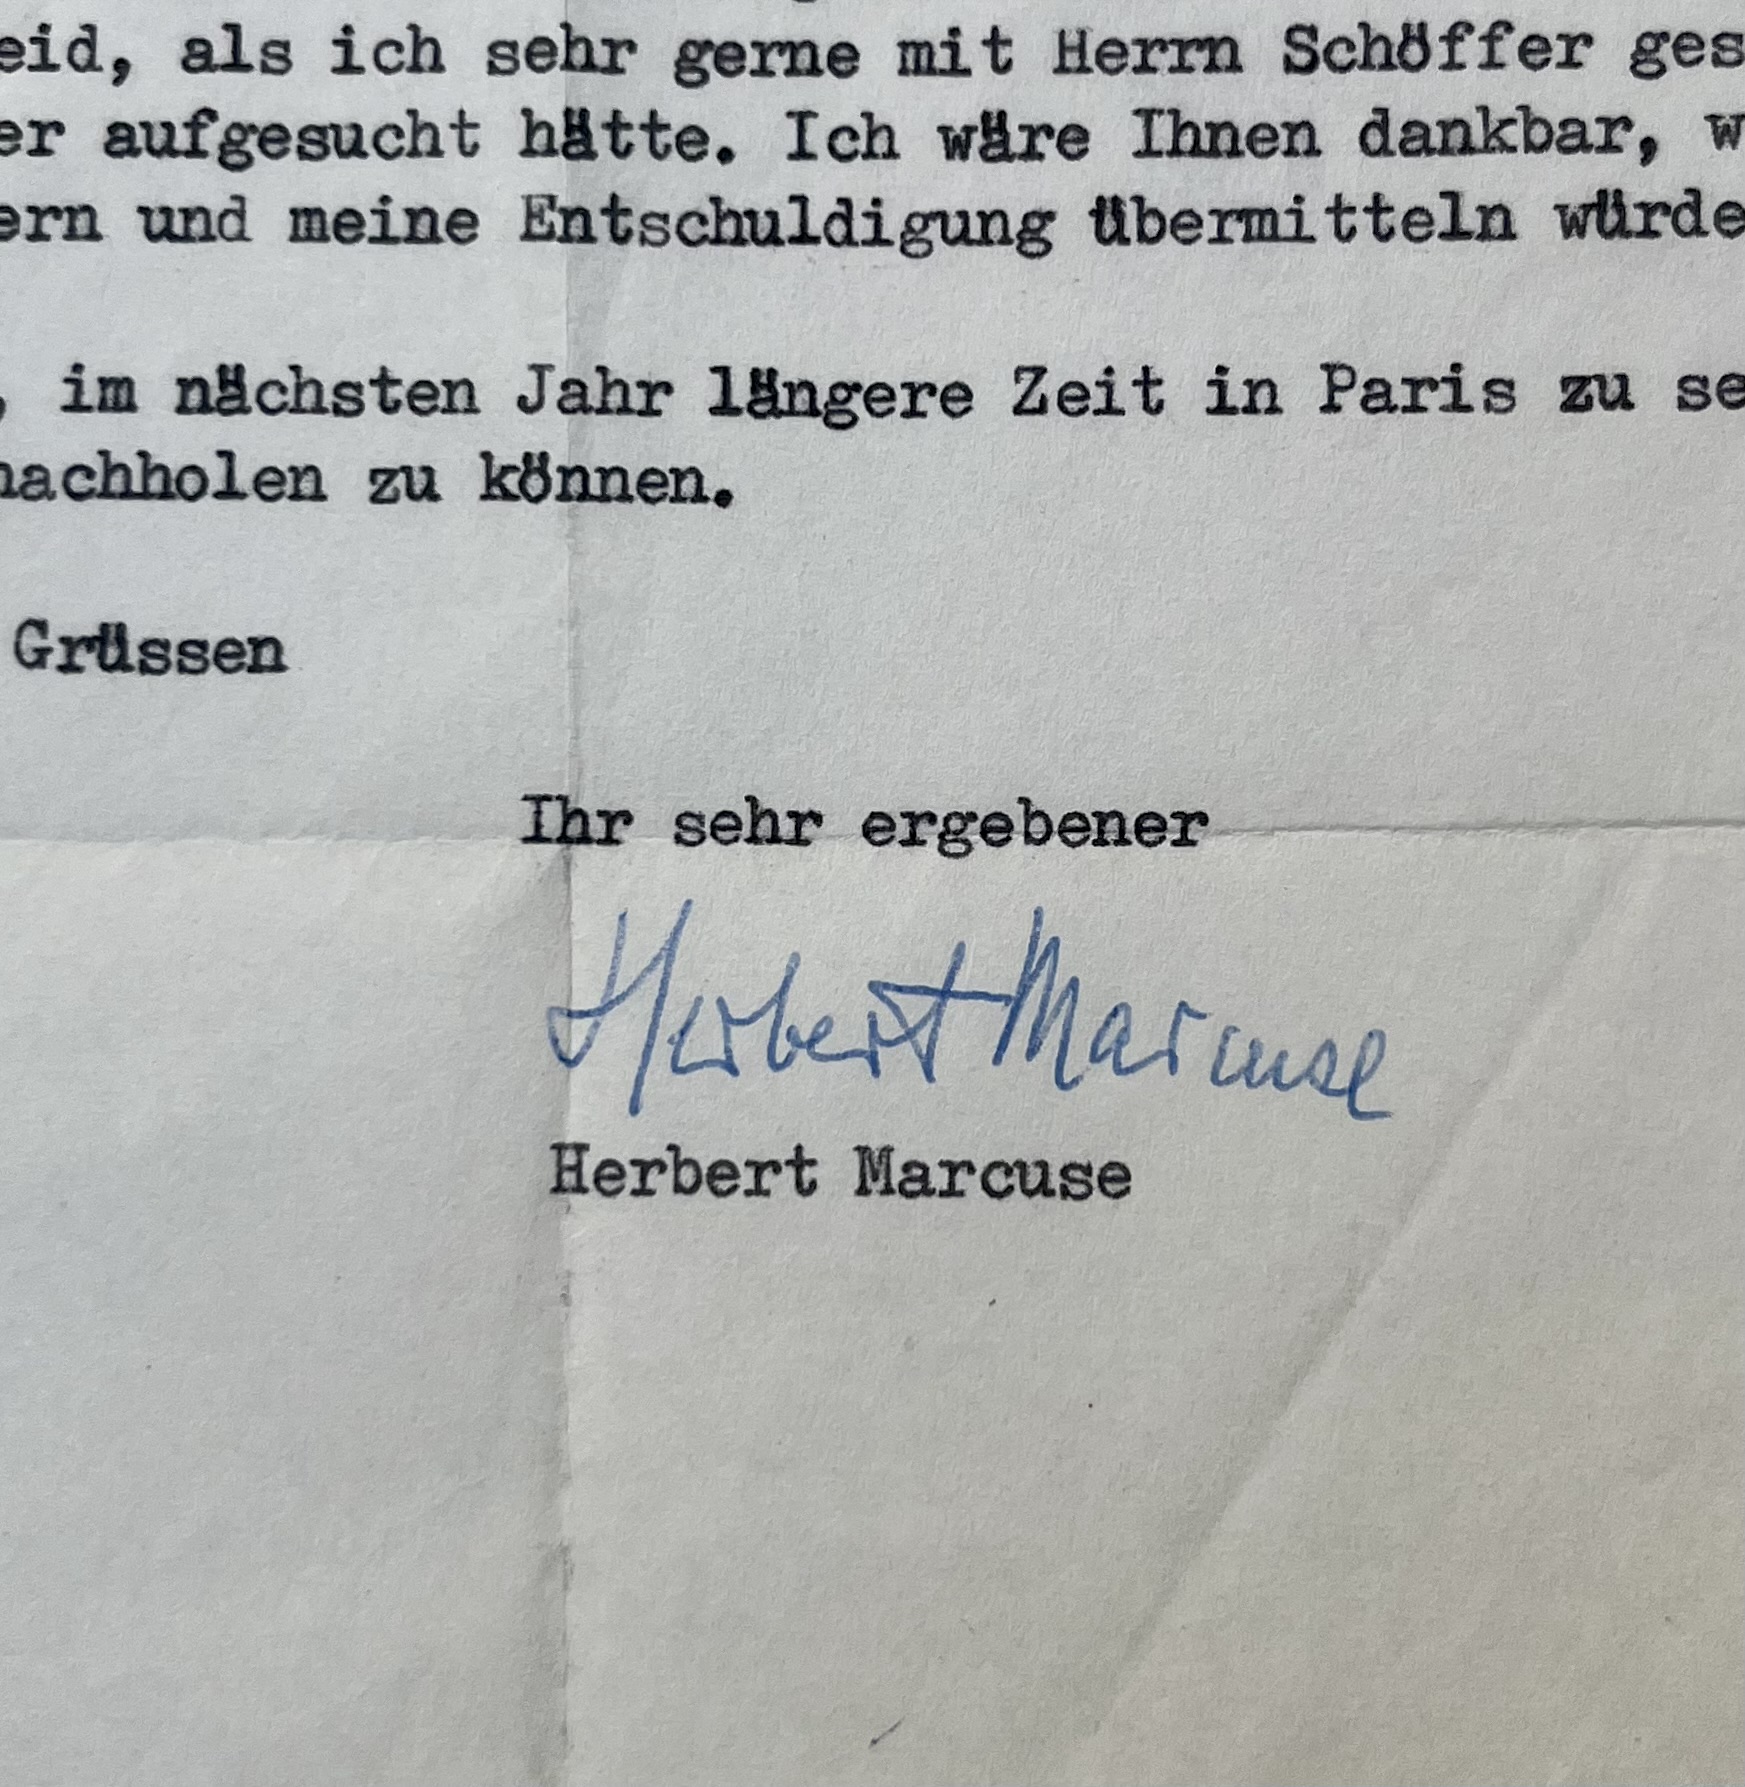 eid, als ich sehr gerne mit Herrn Schöffer ges
er aufgesucht hätte. Ich wäre Ihnen dankbar, w
ern und meine Entschuldigung übermitteln würde
, im nächsten Jahr längere Zeit in Paris zu se
nachholen zu können.
Grüssen
Ihr sehr ergebener
Herbert Marcuse
Herbert Marcuse